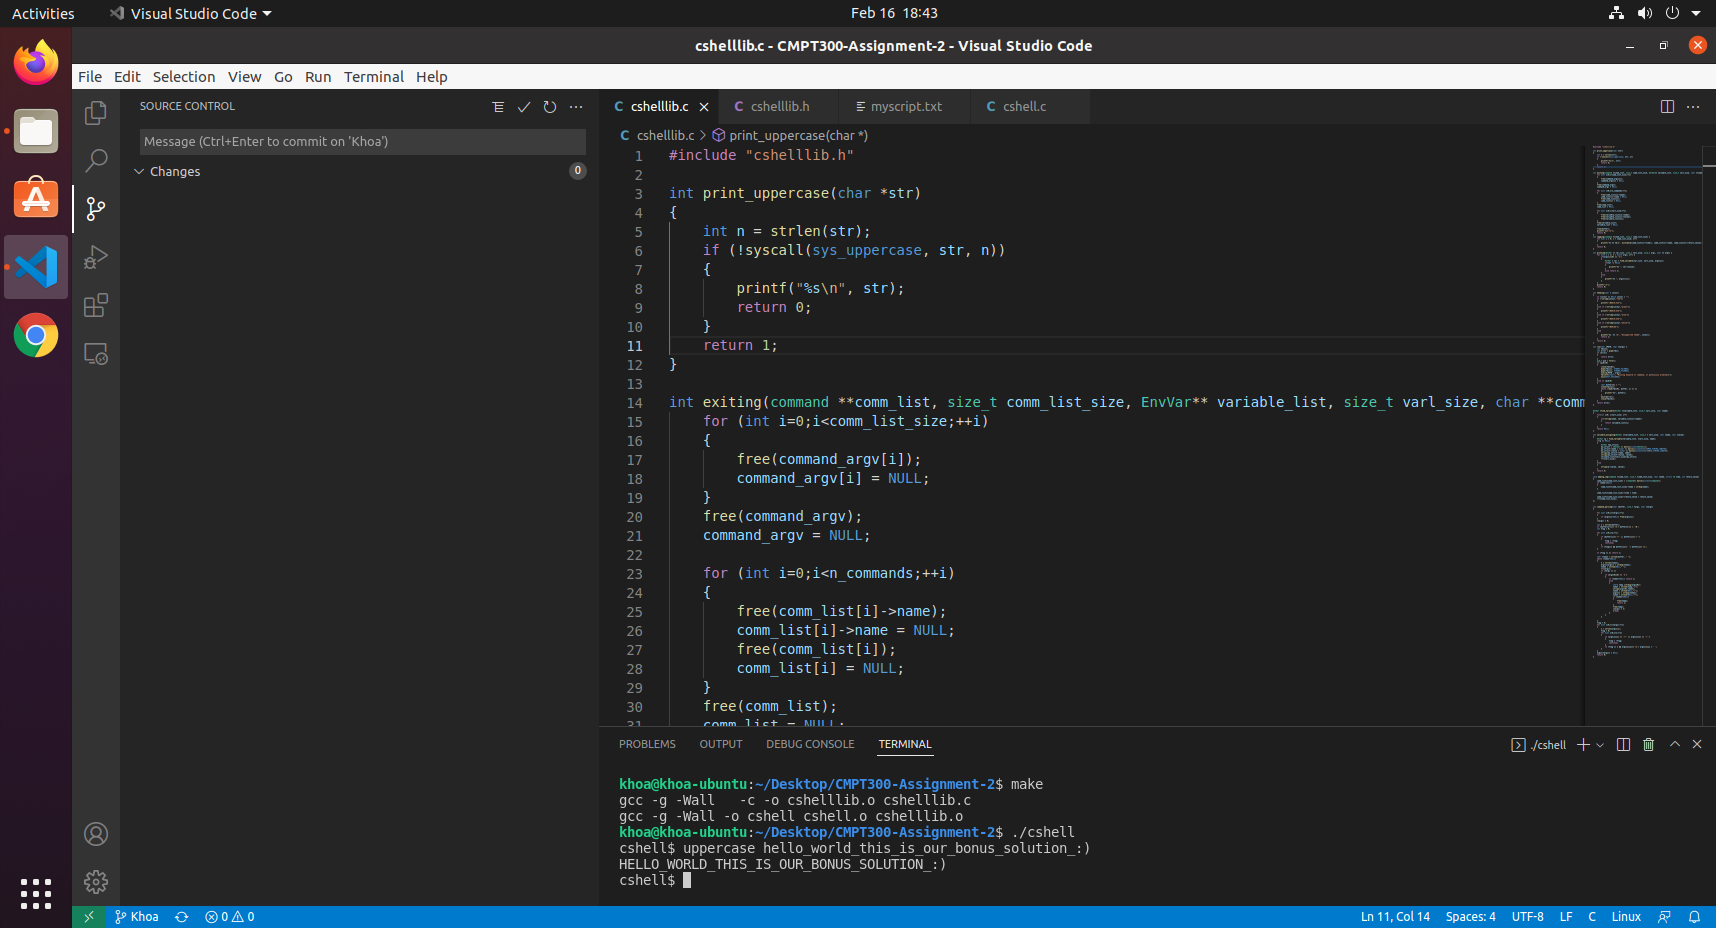 Activities Visual Studio Code Feb 16 18:43
cshelllib.c - CMPT300-Assignment-2 - Visual Studio Code
File Edit Selection View Go Run Terminal Help
SOURCE CONTROL
Message (Ctrl+Enter to commit on 'Khoa')
Changes 0
C cshelllib.c C cshelllib.h myscript.txt C cshell.c
C cshelllib.c > print_uppercase(char *)
1 #include "cshelllib.h"
2
3 int print_uppercase(char *str)
4 {
5 int n = strlen(str);
6 if (!syscall(sys_uppercase, str, n))
7 {
8 printf("%s\n", str);
9 return 0;
10 }
11 return 1;
12 }
13
14 int exiting(command **comm_list, size_t comm_list_size, EnvVar** variable_list, size_t varl_size, char **comm
15 for (int i=0;i<comm_list_size;++i)
16 {
17 free(command_argv[i]);
18 command_argv[i] = NULL;
19 }
20 free(command_argv);
21 command_argv = NULL;
22
23 for (int i=0;i<n_commands;++i)
24 {
25 free(comm_list[i]->name);
26 comm_list[i]->name = NULL;
27 free(comm_list[i]);
28 comm_list[i] = NULL;
29 }
30 free(comm_list);
31 comm_list = NULL;
PROBLEMS OUTPUT DEBUG CONSOLE TERMINAL ./cshell
khoa@khoa-ubuntu:~/Desktop/CMPT300-Assignment-2$ make
gcc -g -Wall -c -o cshelllib.o cshelllib.c
gcc -g -Wall -o cshell cshell.o cshelllib.o
khoa@khoa-ubuntu:~/Desktop/CMPT300-Assignment-2$ ./cshell
cshell$ uppercase hello_world_this_is_our_bonus_solution_:)
HELLO_WORLD_THIS_IS_OUR_BONUS_SOLUTION_:)
cshell$
Khoa 0 0 Ln 11, Col 14 Spaces: 4 UTF-8 LF C Linux